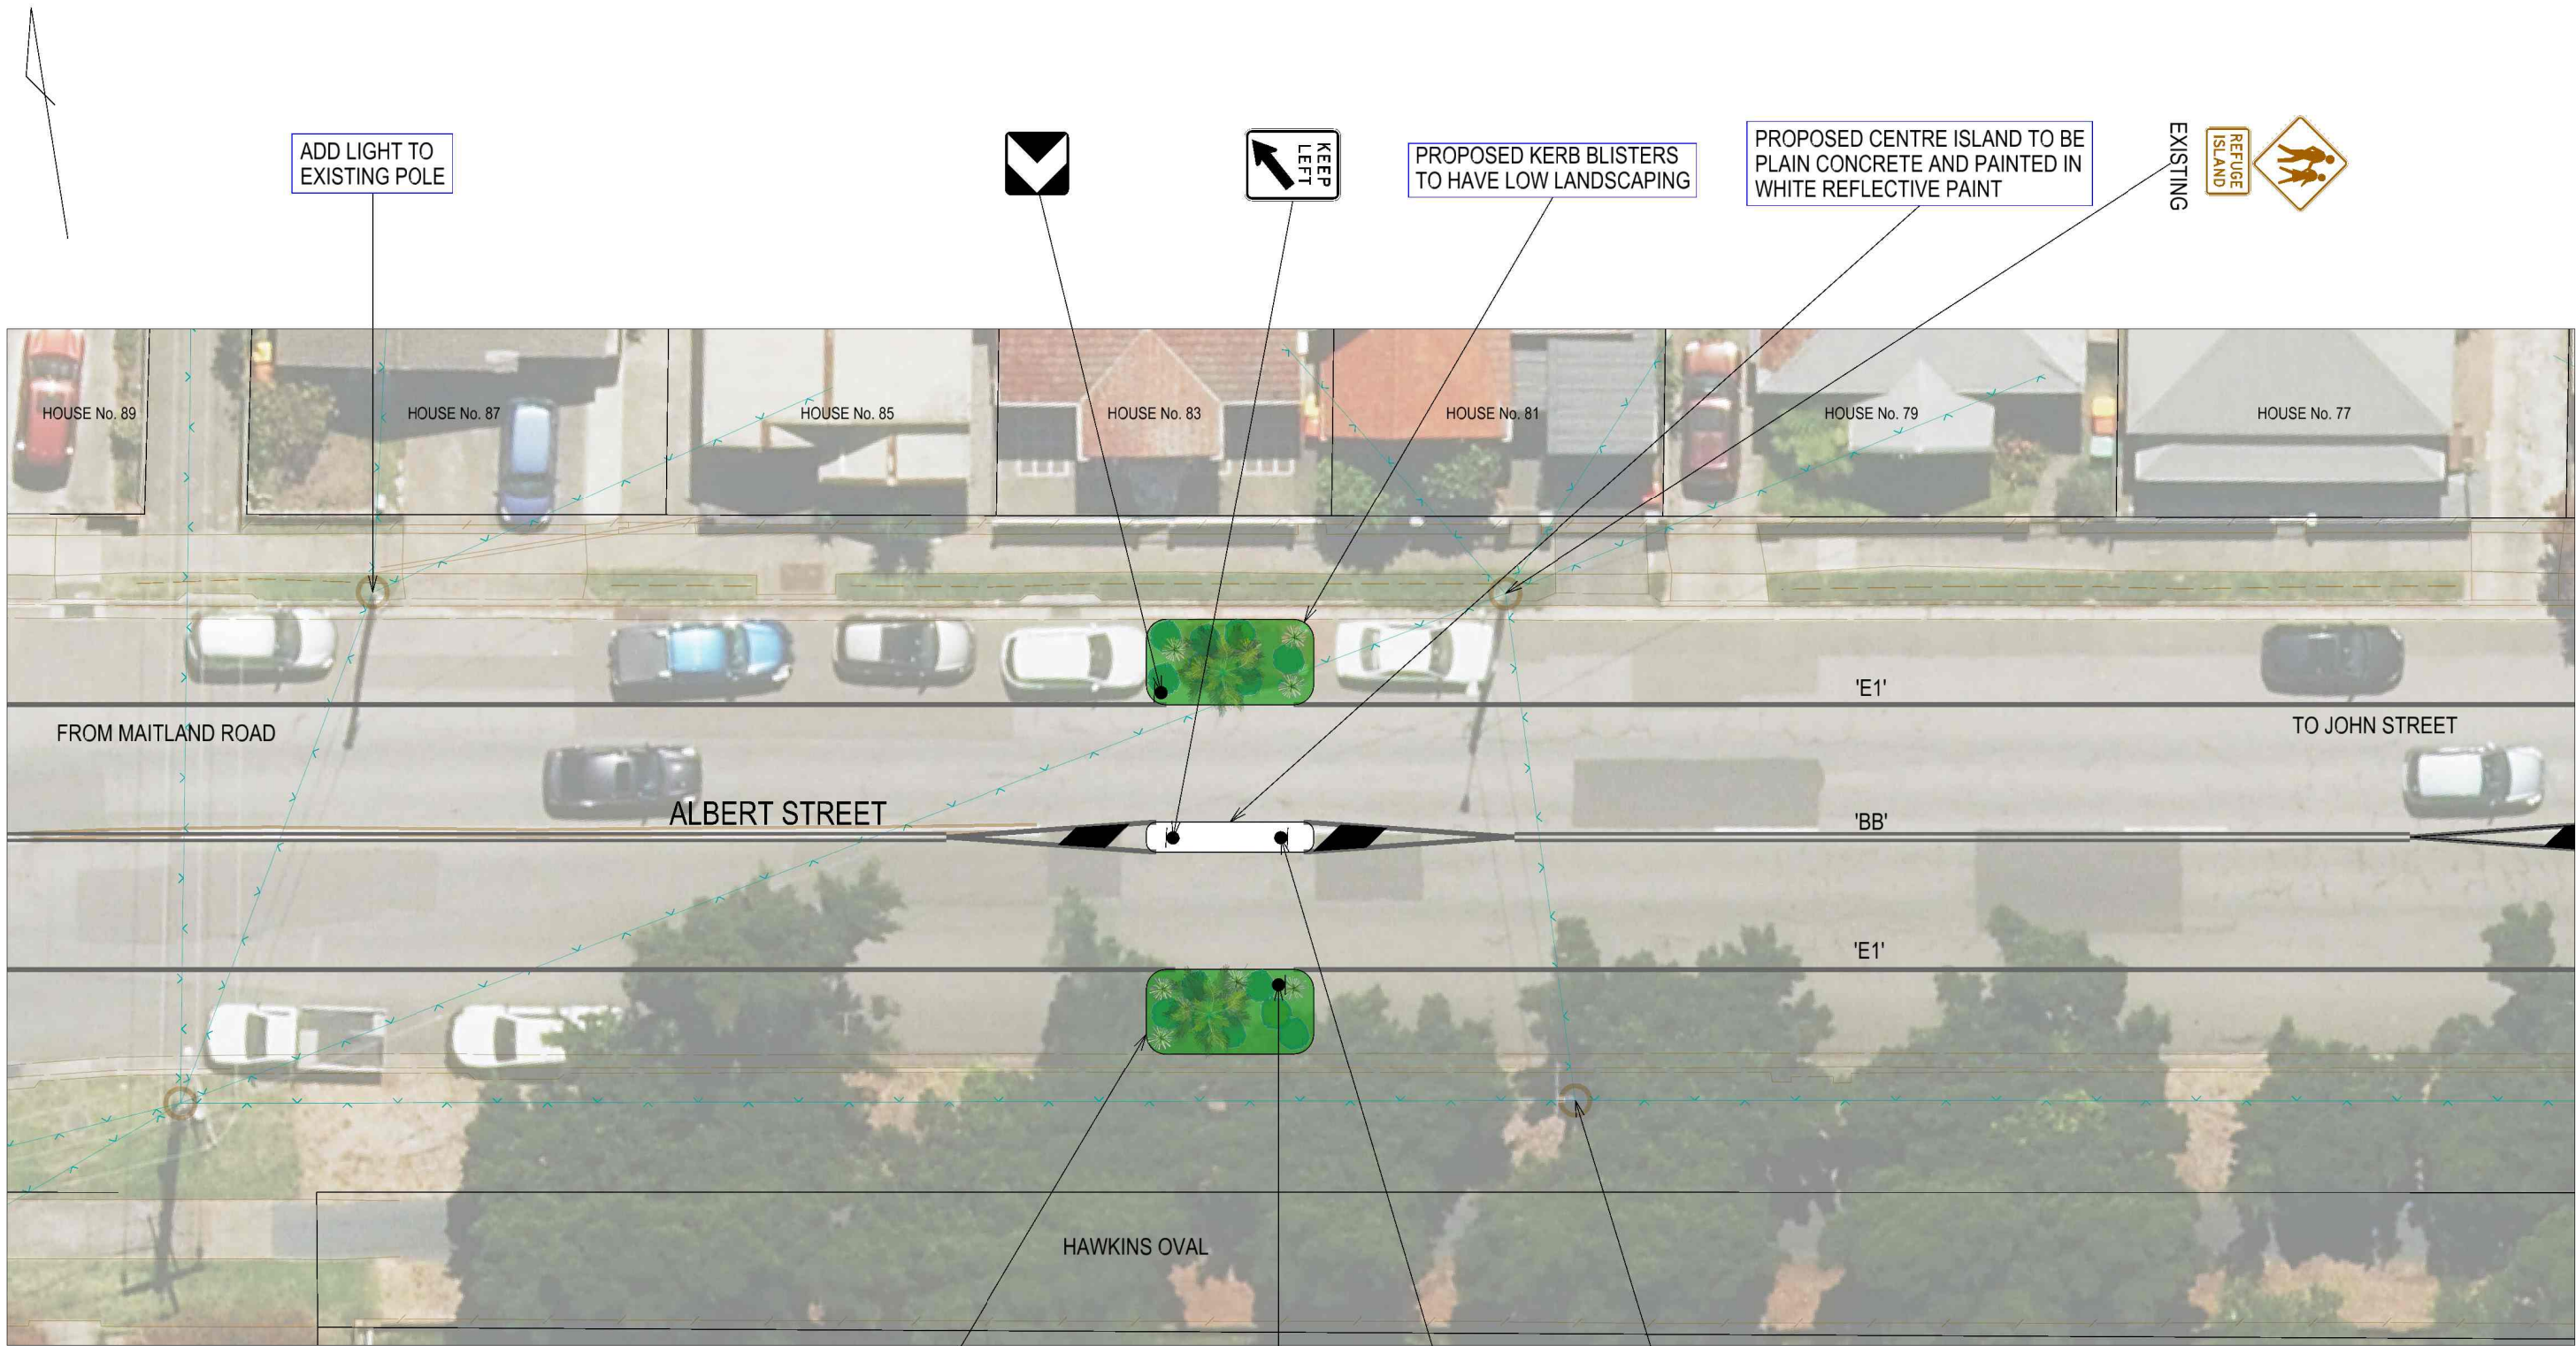 ADD LIGHT TO
EXISTING POLE
KEEP
LEFT
PROPOSED KERB BLISTERS
TO HAVE LOW LANDSCAPING
PROPOSED CENTRE ISLAND TO BE
PLAIN CONCRETE AND PAINTED IN
WHITE REFLECTIVE PAINT
EXISTING
REFUGE
ISLAND
HOUSE No. 89
HOUSE No. 87
HOUSE No. 85
HOUSE No. 83
HOUSE No. 81
HOUSE No. 79
HOUSE No. 77
'E1'
FROM MAITLAND ROAD
TO JOHN STREET
ALBERT STREET
'BB'
'E1'
HAWKINS OVAL